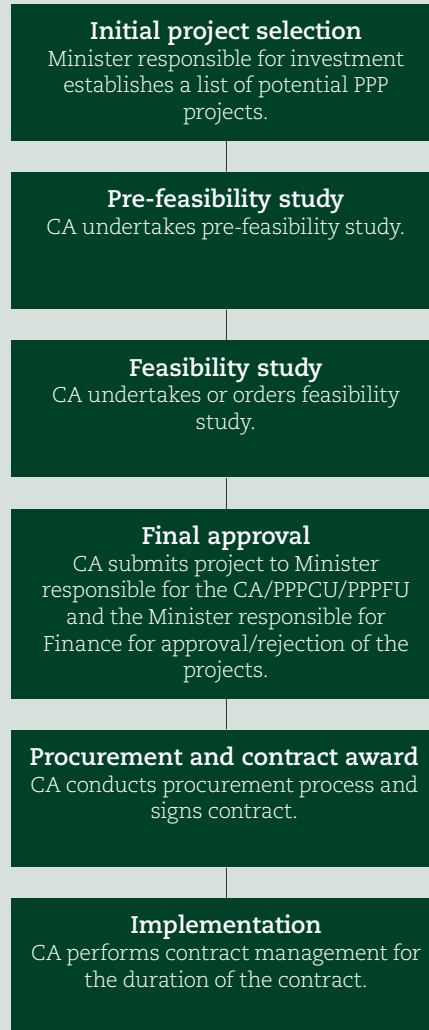 Initial project selection
Minister responsible for investment
establishes a list of potential PPP
projects.
Pre-feasibility study
CA undertakes pre-feasibility study.
Feasibility study
CA undertakes or orders feasibility
study.
Final approval
CA submits project to Minister
responsible for the CA/PPPCU/PPPFU
and the Minister responsible for
Finance for approval/rejection of the
projects.
Procurement and contract award
CA conducts procurement process and
signs contract.
Implementation
CA performs contract management for
the duration of the contract.